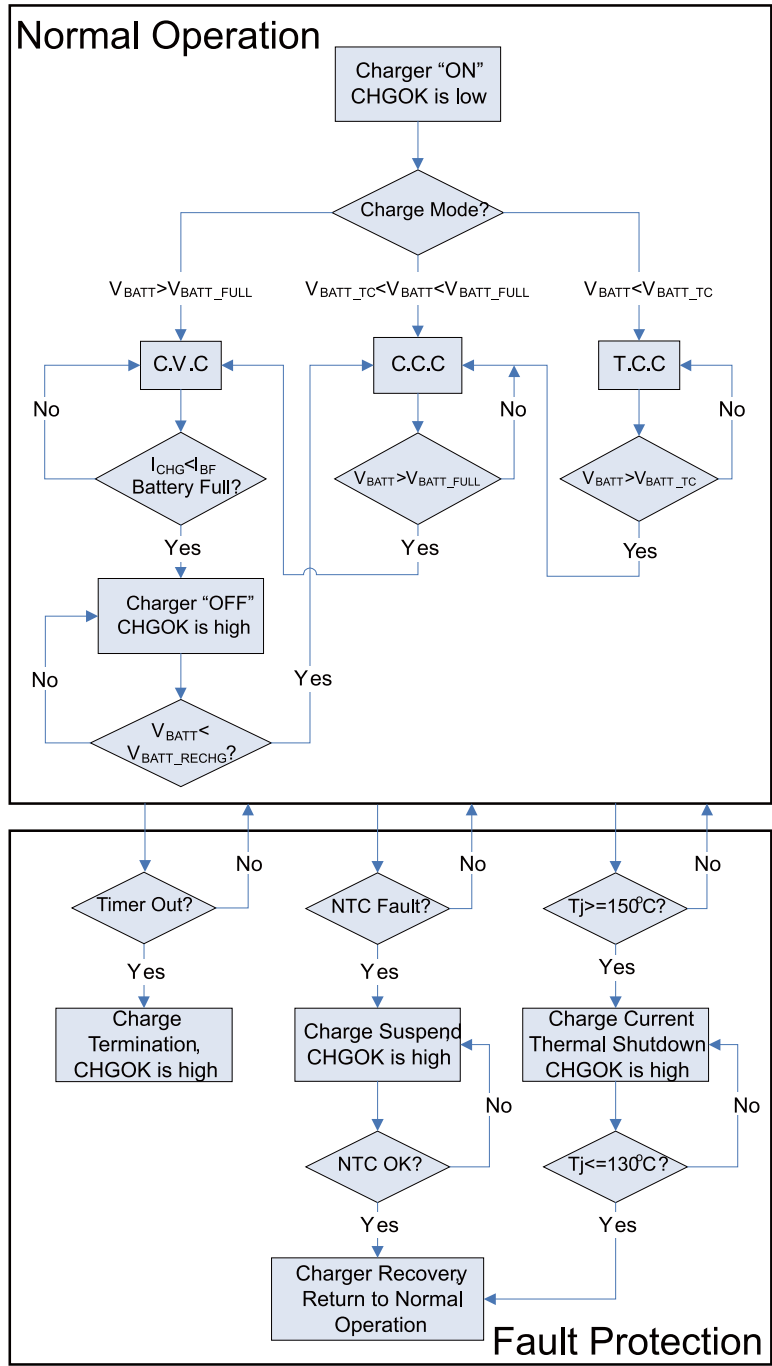 Normal Operation
Charger “ON”
CHGOK is low
Charge Mode?
VBATT>VBATT_FULL
VBATT_TC<VBATT<VBATT_FULL
VBATT<VBATT_TC
C.V.C
C.C.C
T.C.C
No
No
No
ICHG<IBF
Battery Full?
VBATT>VBATT_FULL
VBATT>VBATT_TC
Yes
Yes
Yes
Charger “OFF”
CHGOK is high
No
Yes
VBATT<
VBATT_RECHG?
No
No
No
Timer Out?
NTC Fault?
Tj>=150°C?
Yes
Yes
Yes
Charge
Termination,
CHGOK is high
Charge Suspend,
CHGOK is high
Charge Current
Thermal Shutdown
CHGOK is high
No
No
NTC OK?
Tj<=130°C?
Yes
Yes
Charger Recovery,
Return to Normal
Operation
Fault Protection